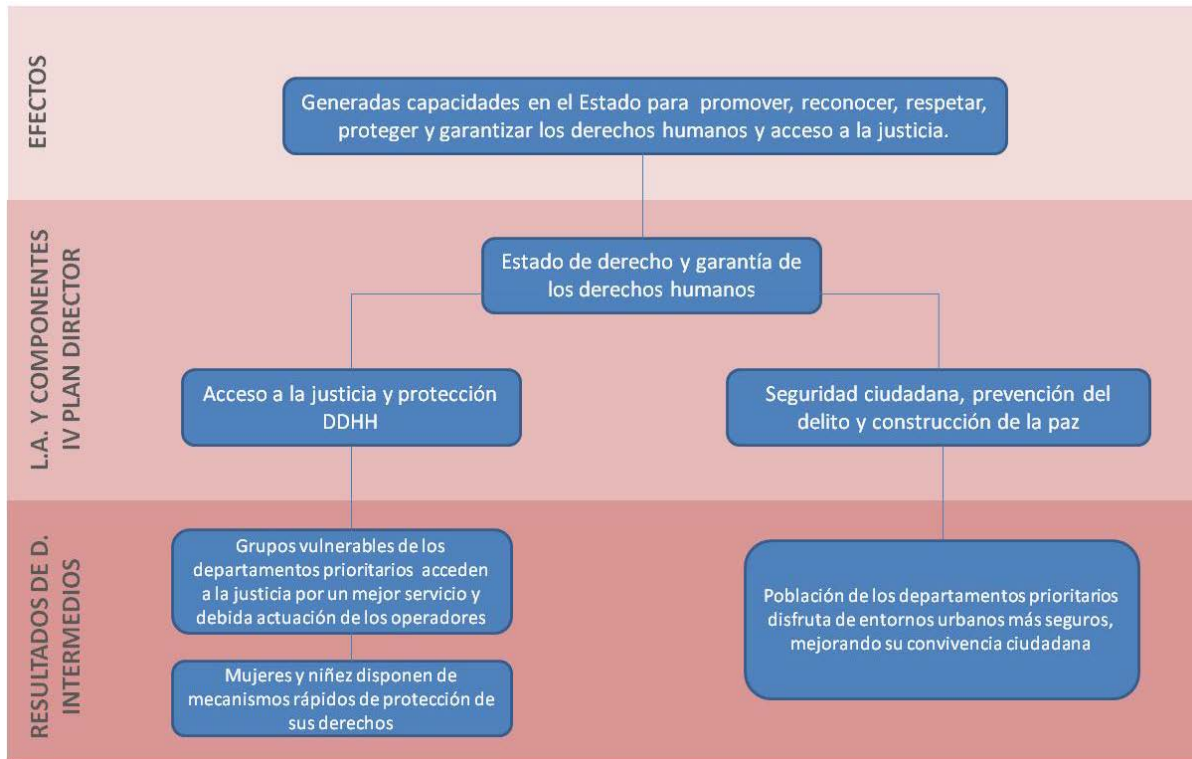 EFECTOS
Generadas capacidades en el Estado para promover, reconocer, respetar,
proteger y garantizar los derechos humanos y acceso a la justicia.
L.A. Y COMPONENTES
IV PLAN DIRECTOR
Estado de derecho y garantía de
los derechos humanos
Acceso a la justicia y protección
DDHH
Seguridad ciudadana, prevención del
delito y construcción de la paz
RESULTADOS DE D.
INTERMEDIOS
Grupos vulnerables de los
departamentos prioritarios acceden
a la justicia por un mejor servicio y
debida actuación de los operadores
Mujeres y niñez disponen de
mecanismos rápidos de protección de
sus derechos
Población de los departamentos prioritarios
disfruta de entornos urbanos más seguros,
mejorando su convivencia ciudadana